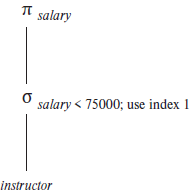 π salary
σ salary < 75000; use index 1
instructor